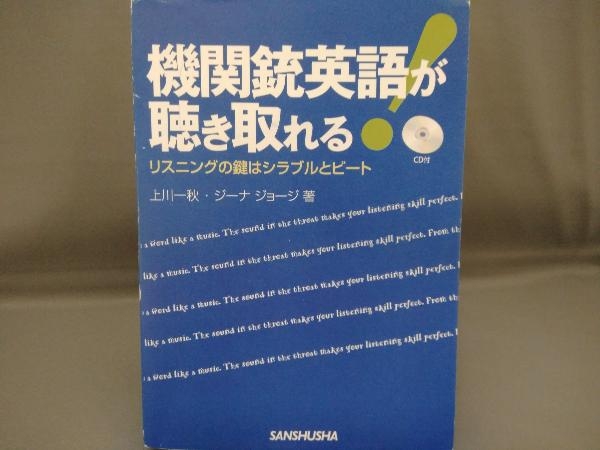 機関銃英語が
聴き取れる!
CD付
リスニングの鍵はシラブルとビート
上川一秋・ジーナ ジョージ 著
a word like a music. The sound in the throat makes your listening skill perfect.
like a music. The sound in the throat makes your listening skill perfect. From th
a word like a music. The sound in the throat makes your listening skill perfect.
like a music. The sound in the throat makes your listening skill perfect. From th
a word like a music. The sound in the throat makes your listening skill perfect.
SANSHUSHA